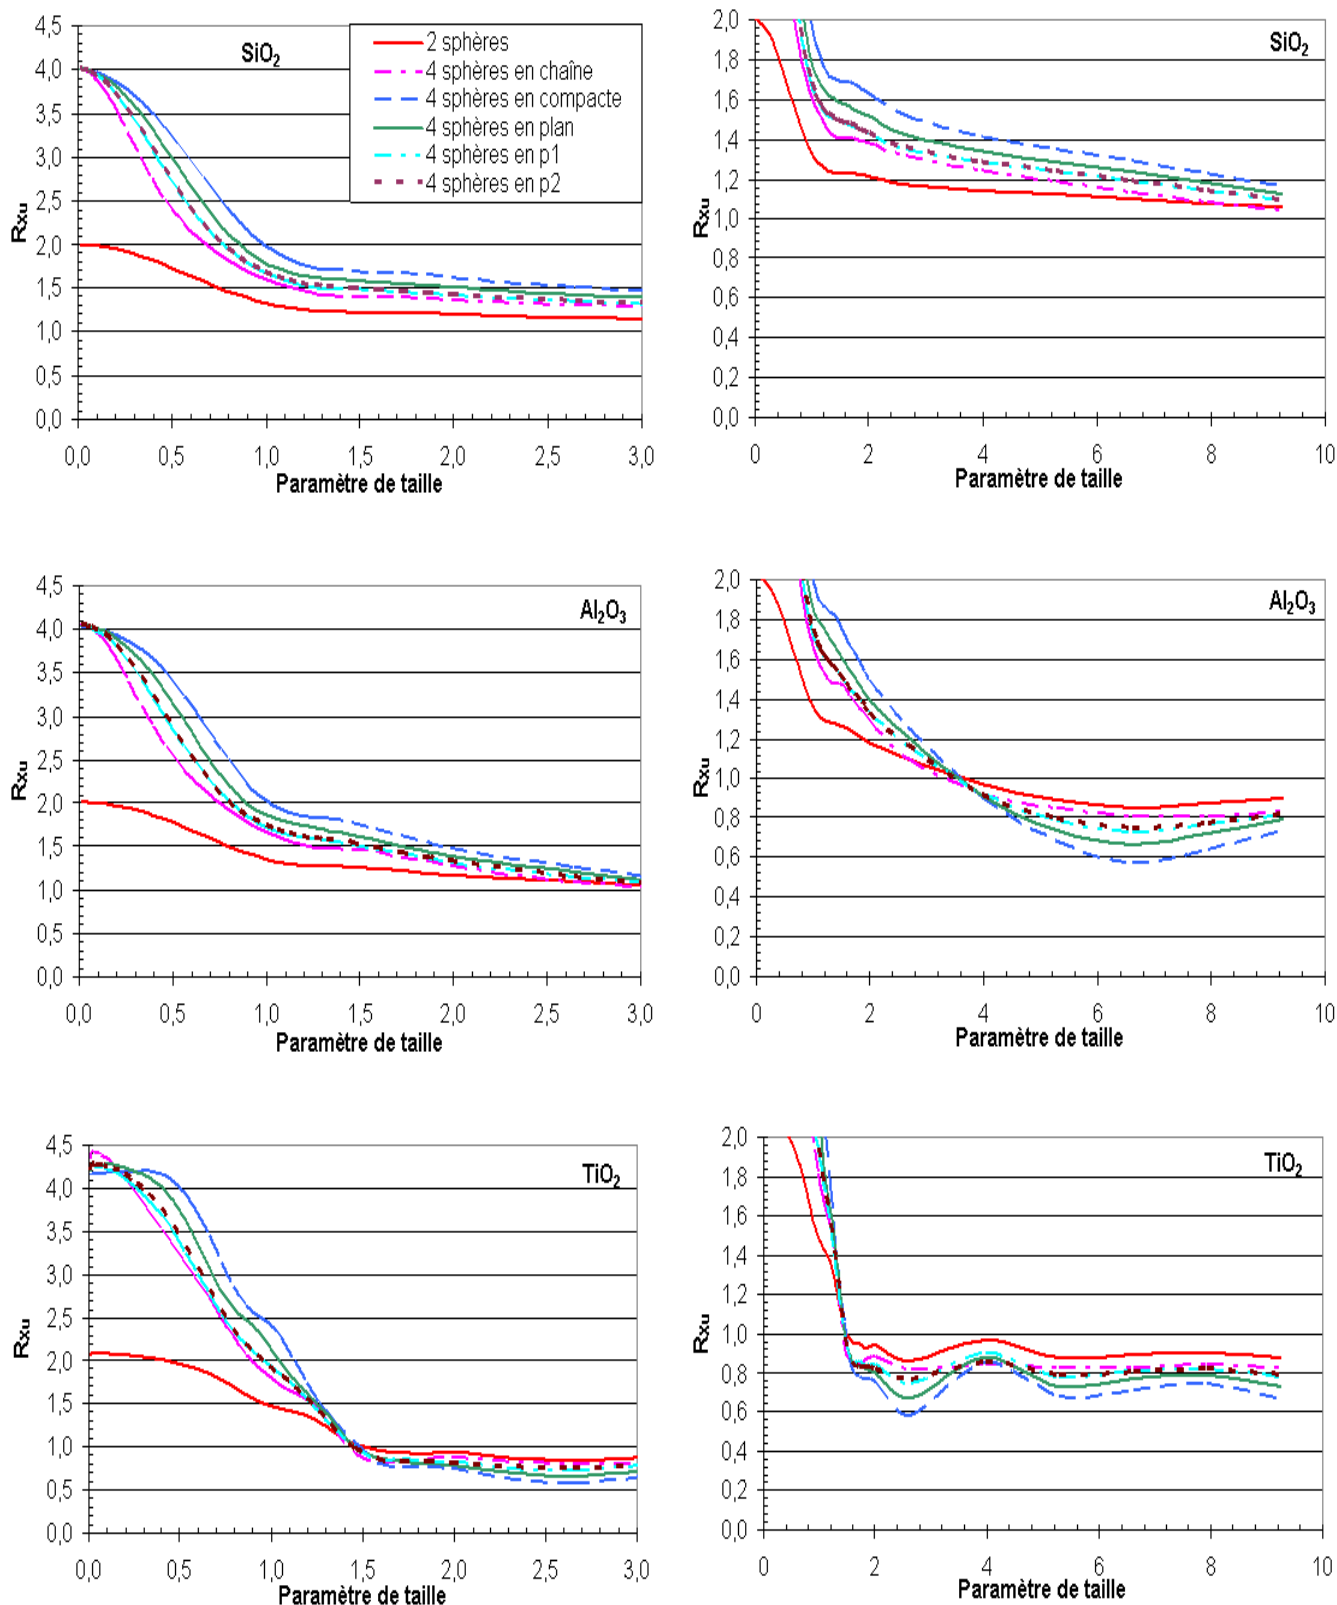 SiO2
2 sphères
4 sphères en chaîne
4 sphères en compacte
4 sphères en plan
4 sphères en p1
4 sphères en p2
4,5
4,0
3,5
3,0
2,5
2,0
1,5
1,0
0,5
0,0
Rxu
0,0 0,5 1,0 1,5 2,0 2,5 3,0
Paramètre de taille
SiO2
2,0
1,8
1,6
1,4
1,2
1,0
0,8
0,6
0,4
0,2
0,0
Rxu
0 2 4 6 8 10
Paramètre de taille
Al2O3
4,5
4,0
3,5
3,0
2,5
2,0
1,5
1,0
0,5
0,0
Rxu
0,0 0,5 1,0 1,5 2,0 2,5 3,0
Paramètre de taille
Al2O3
2,0
1,8
1,6
1,4
1,2
1,0
0,8
0,6
0,4
0,2
0,0
Rxu
0 2 4 6 8 10
Paramètre de taille
TiO2
4,5
4,0
3,5
3,0
2,5
2,0
1,5
1,0
0,5
0,0
Rxu
0,0 0,5 1,0 1,5 2,0 2,5 3,0
Paramètre de taille
TiO2
2,0
1,8
1,6
1,4
1,2
1,0
0,8
0,6
0,4
0,2
0,0
Rxu
0 2 4 6 8 10
Paramètre de taille